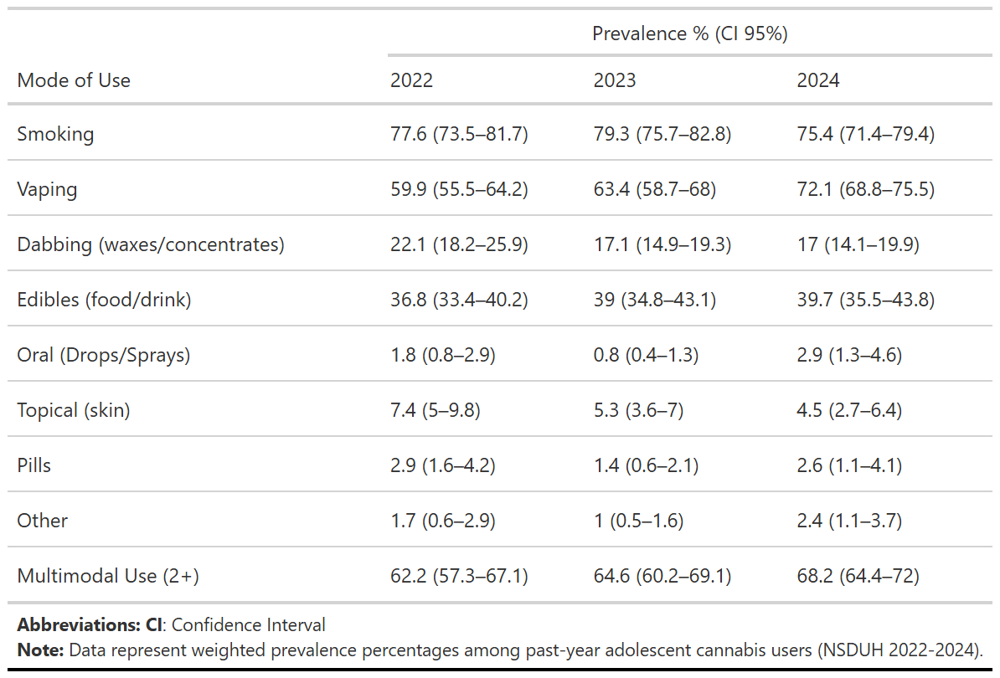 Prevalence % (CI 95%)
Mode of Use 2022 2023 2024
Smoking 77.6 (73.5–81.7) 79.3 (75.7–82.8) 75.4 (71.4–79.4)
Vaping 59.9 (55.5–64.2) 63.4 (58.7–68) 72.1 (68.8–75.5)
Dabbing (waxes/concentrates) 22.1 (18.2–25.9) 17.1 (14.9–19.3) 17 (14.1–19.9)
Edibles (food/drink) 36.8 (33.4–40.2) 39 (34.8–43.1) 39.7 (35.5–43.8)
Oral (Drops/Sprays) 1.8 (0.8–2.9) 0.8 (0.4–1.3) 2.9 (1.3–4.6)
Topical (skin) 7.4 (5–9.8) 5.3 (3.6–7) 4.5 (2.7–6.4)
Pills 2.9 (1.6–4.2) 1.4 (0.6–2.1) 2.6 (1.1–4.1)
Other 1.7 (0.6–2.9) 1 (0.5–1.6) 2.4 (1.1–3.7)
Multimodal Use (2+) 62.2 (57.3–67.1) 64.6 (60.2–69.1) 68.2 (64.4–72)
Abbreviations: CI: Confidence Interval
Note: Data represent weighted prevalence percentages among past-year adolescent cannabis users (NSDUH 2022-2024).